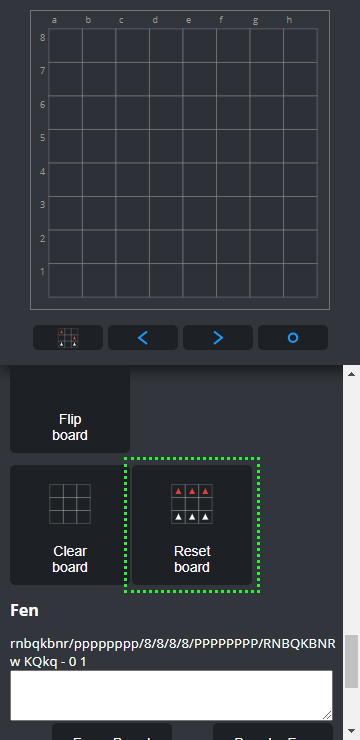 a b c d e f g h
8
7
6
5
4
3
2
1
Flip
board
Clear
board
Reset
board
Fen
rnbqkbnr/pppppppp/8/8/8/8/PPPPPPPP/RNBQKBNR
w KQkq - 0 1